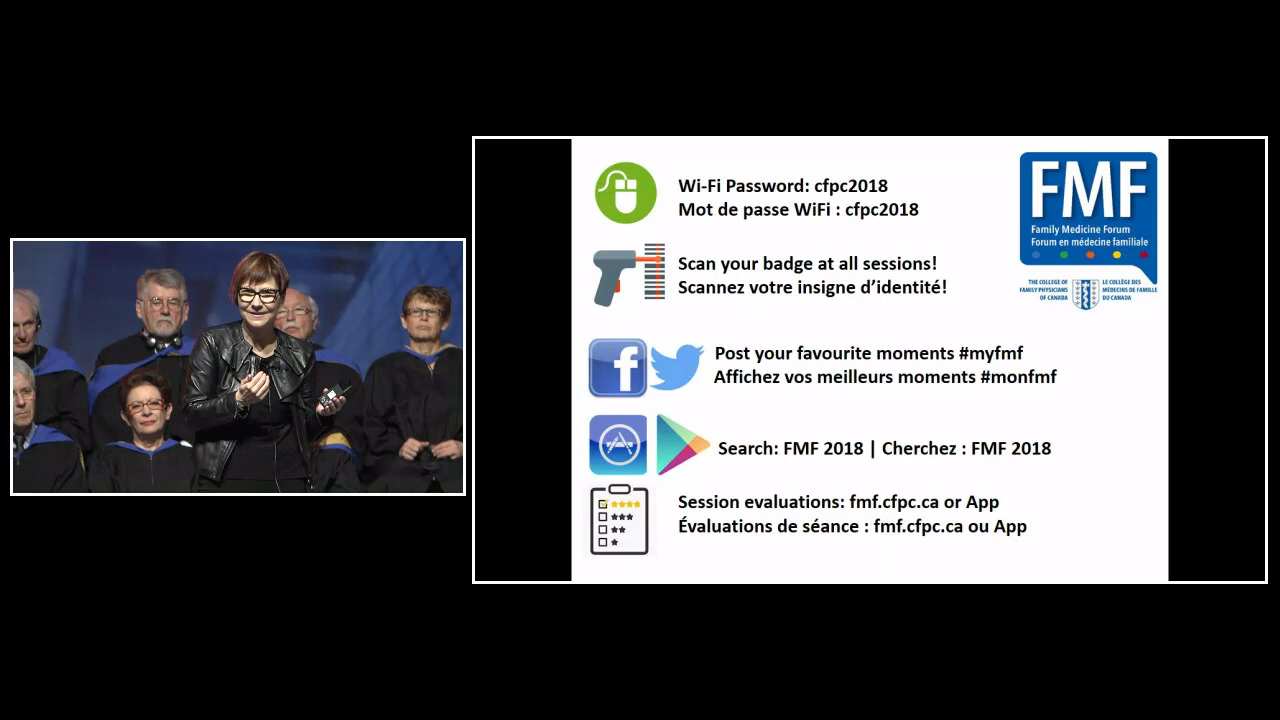 Wi-Fi Password: cfpc2018
Mot de passe WiFi : cfpc2018
Scan your badge at all sessions!
Scannez votre insigne d'identité!
Post your favourite moments #myfmf
Affichez vos meilleurs moments #monfmf
Search: FMF 2018 | Cherchez : FMF 2018
Session evaluations: fmf.cfpc.ca or App
Évaluations de séance : fmf.cfpc.ca ou App
FMF
Family Medicine Forum
Forum en médecine familiale
THE COLLEGE OF
FAMILY PHYSICIANS
OF CANADA
LE COLLÈGE DES
MÉDECINS DE FAMILLE
DU CANADA